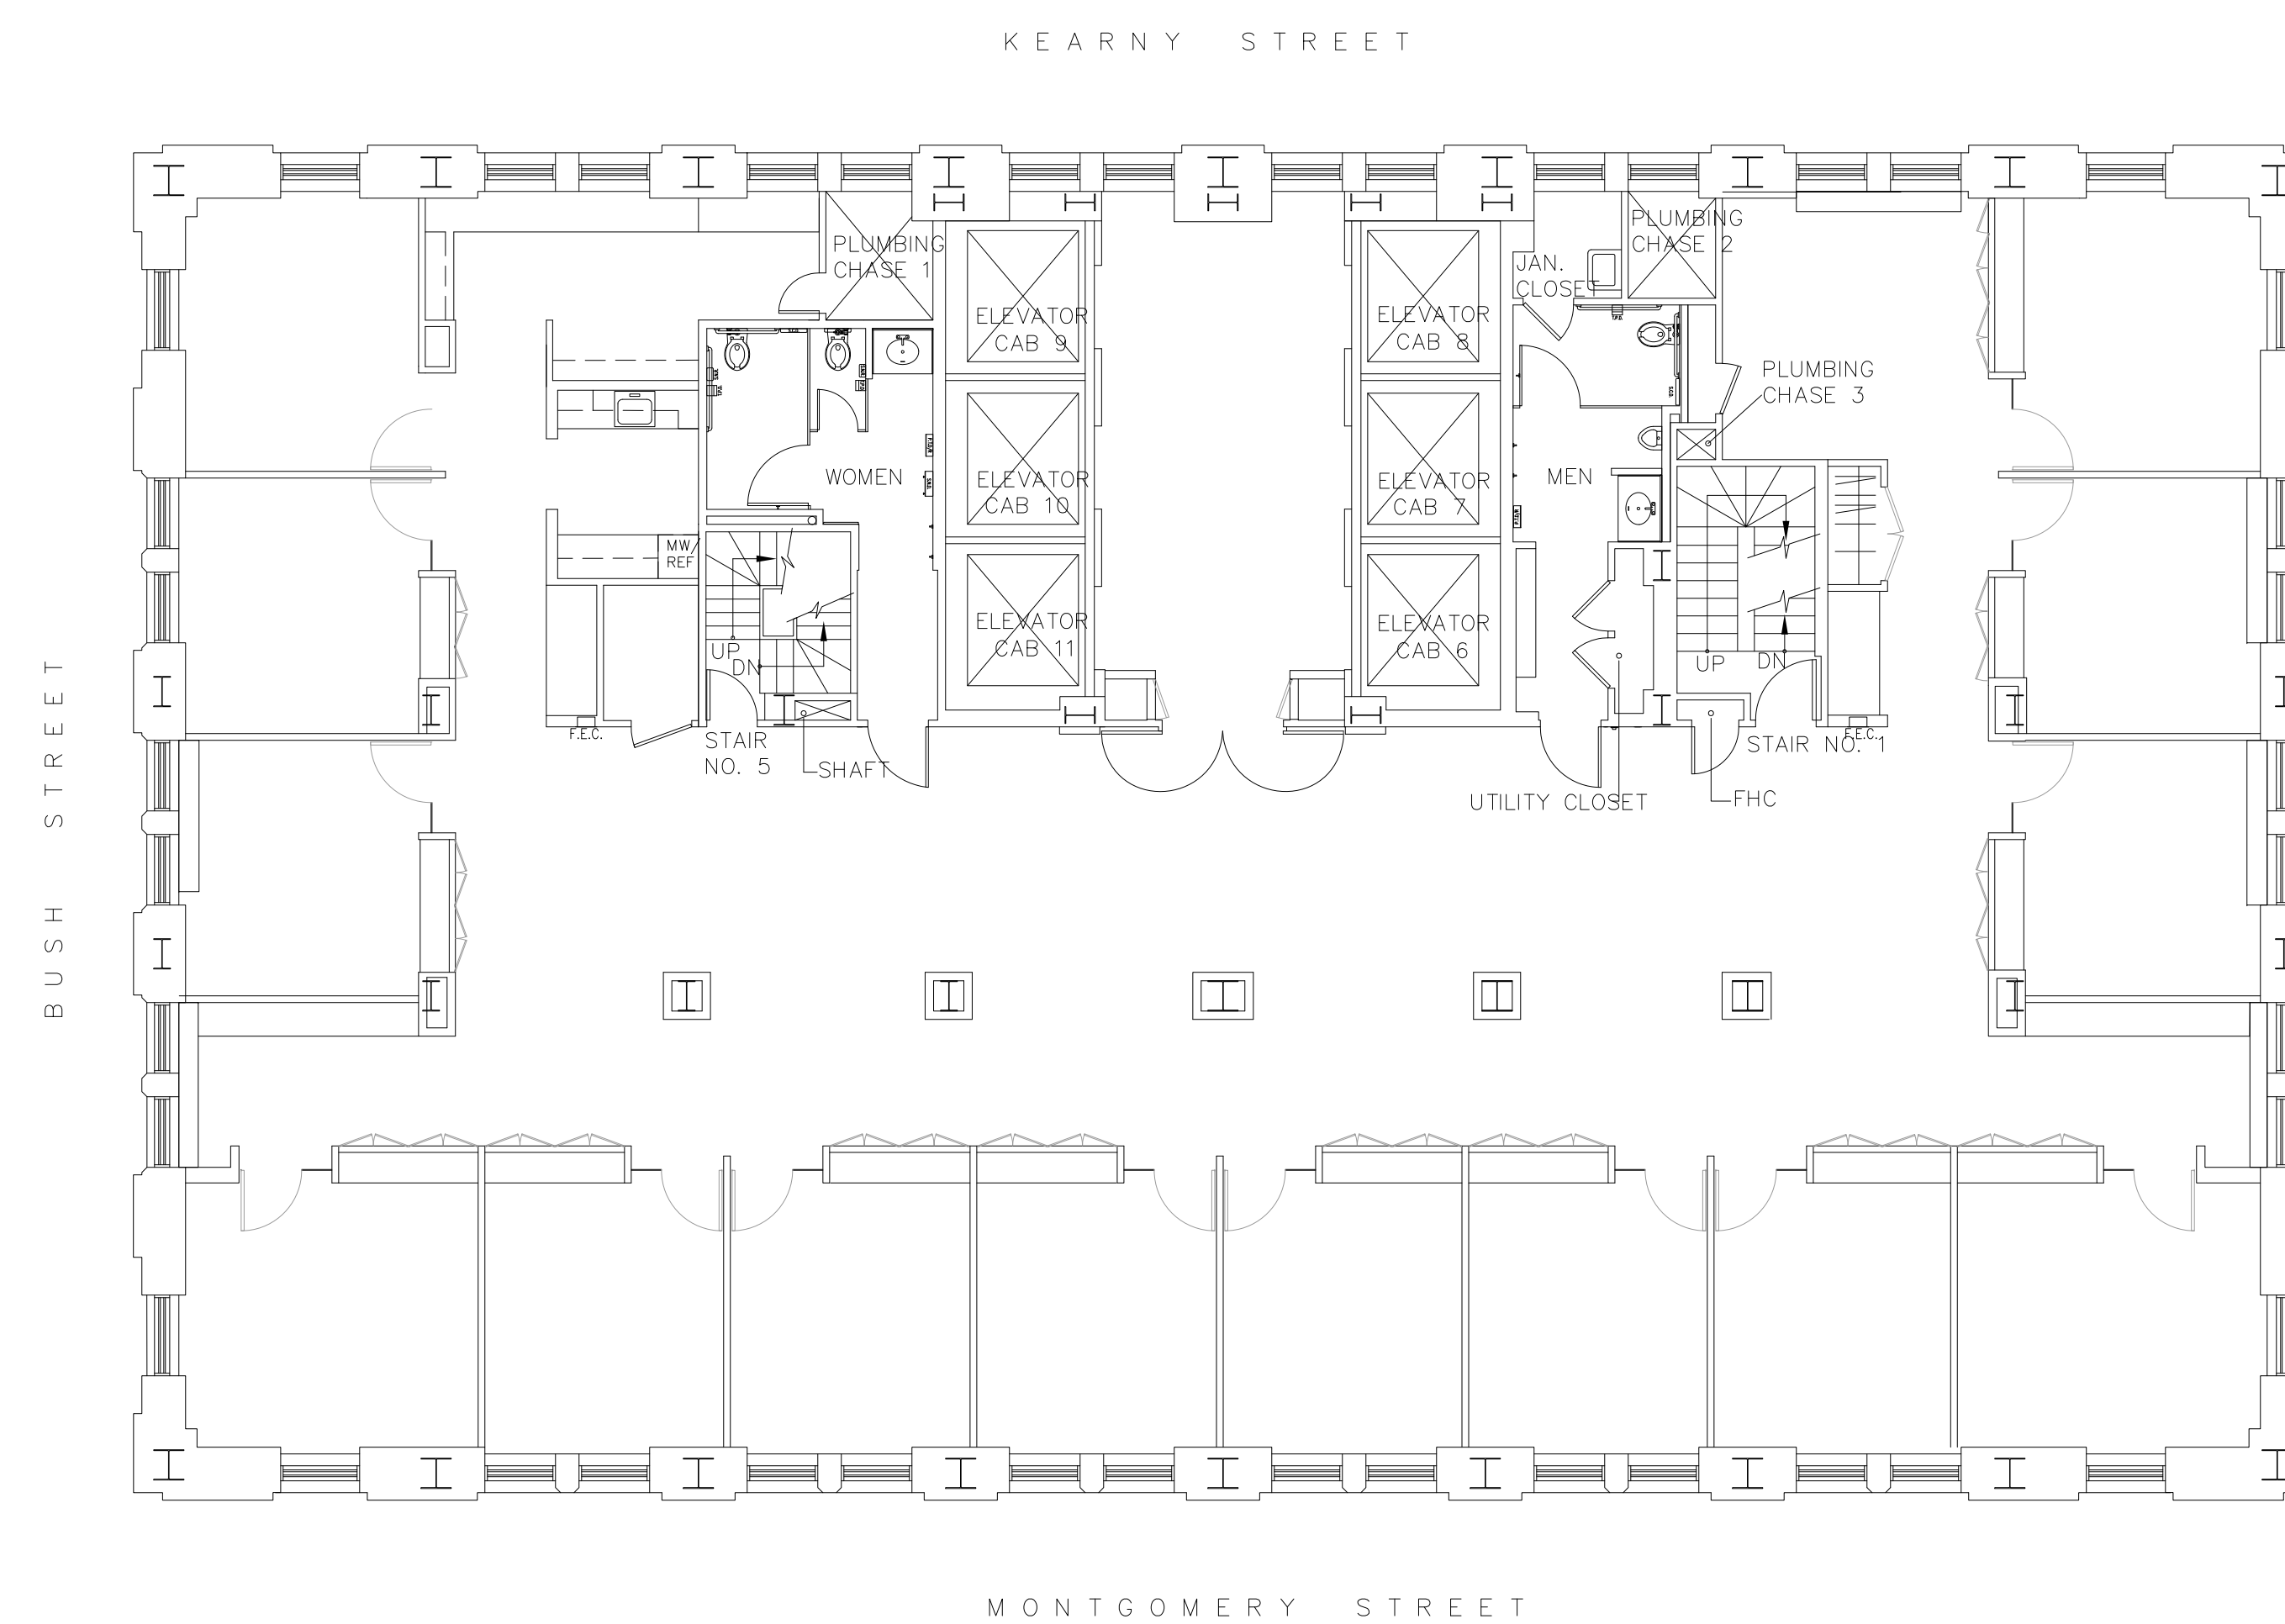 KEARNY STREET
PLUMBING
CHASE 1
PLUMBING
CHASE 2
JAN.
CLOSET
ELEVATOR
CAB 9
ELEVATOR
CAB 8
PLUMBING
CHASE 3
WOMEN
ELEVATOR
CAB 10
ELEVATOR
CAB 7
MEN
MW
REF
ELEVATOR
CAB 11
ELEVATOR
CAB 6
UP
DN
UP
DN
F.E.C.
STAIR
NO. 5
SHAFT
F.E.C.
STAIR NO. 1
UTILITY CLOSET
FHC
BUSH STREET
MONTGOMERY STREET